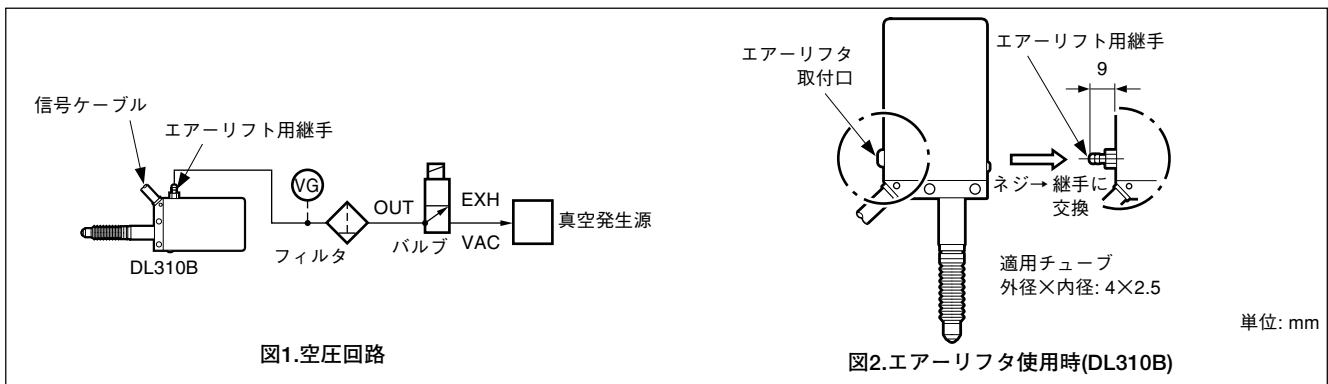 信号ケーブル
エアーリフト用継手
VG
OUT
EXH
VAC
フィルタ
バルブ
真空発生源
DL310B
図1.空圧回路
エアーリフタ
取付口
エアーリフト用継手
9
ネジ→ 継手に
交換
適用チューブ
外径×内径: 4×2.5
単位: mm
図2.エアーリフタ使用時(DL310B)